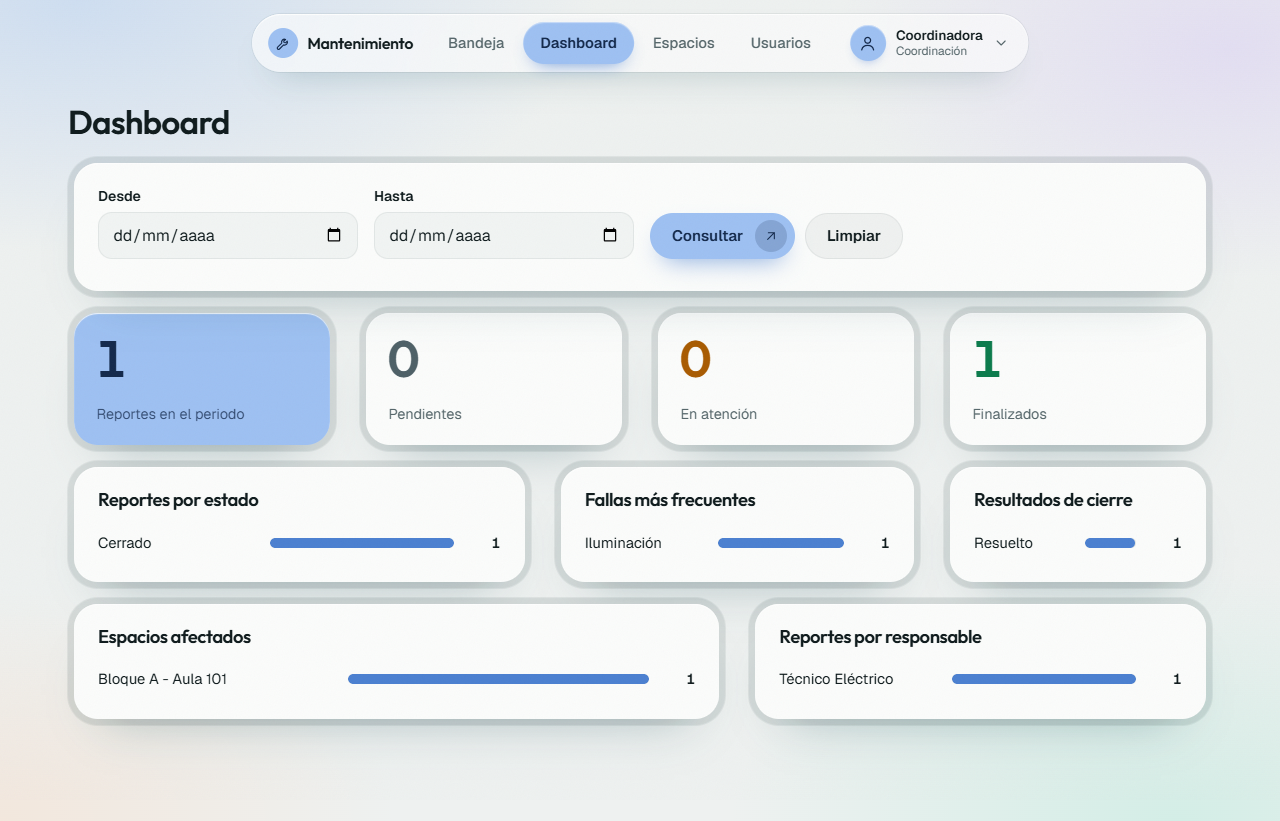 Mantenimiento
Bandeja
Dashboard
Espacios
Usuarios
Coordinadora
Coordinación
Dashboard
Desde
Hasta
dd/mm/aaaa
dd/mm/aaaa
Consultar
Limpiar
1
Reportes en el periodo
0
Pendientes
0
En atención
1
Finalizados
Reportes por estado
Cerrado 1
Fallas más frecuentes
Iluminación 1
Resultados de cierre
Resuelto 1
Espacios afectados
Bloque A - Aula 101 1
Reportes por responsable
Técnico Eléctrico 1